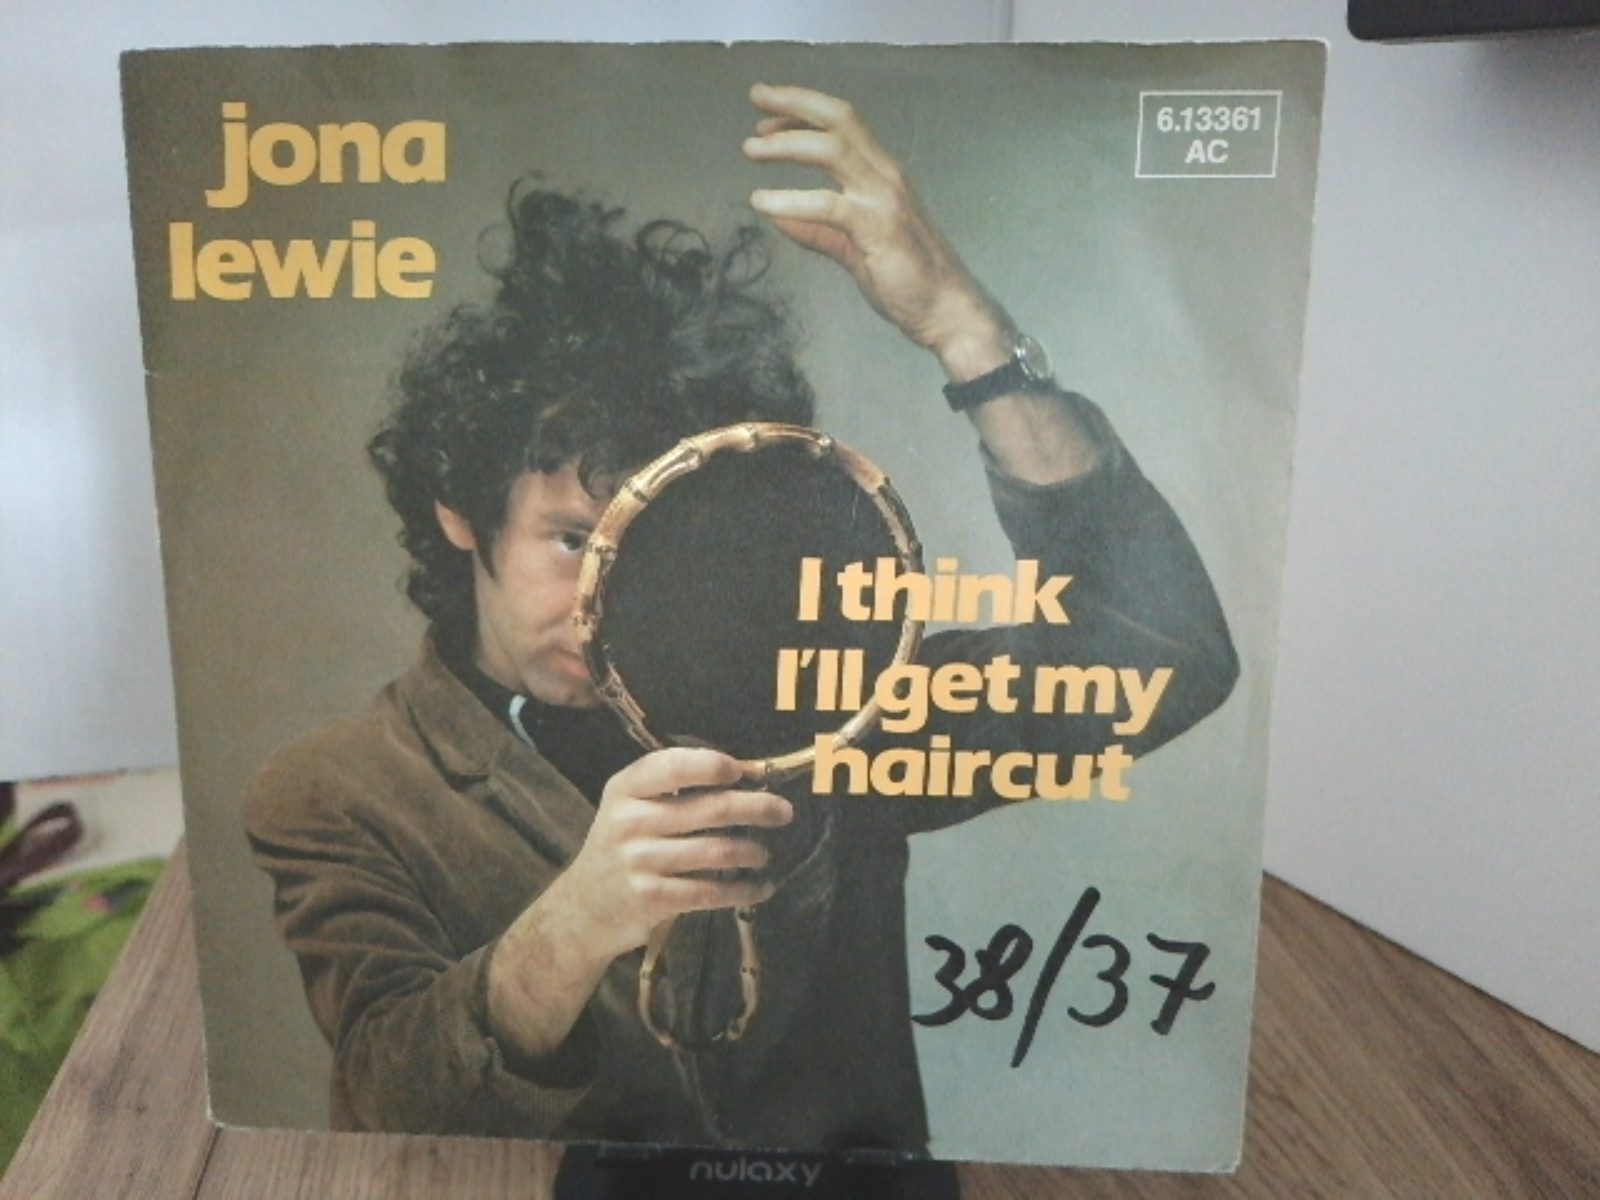 jona
lewie
6.13361
AC
I think
I'll get my
haircut
38/37
nulaxy